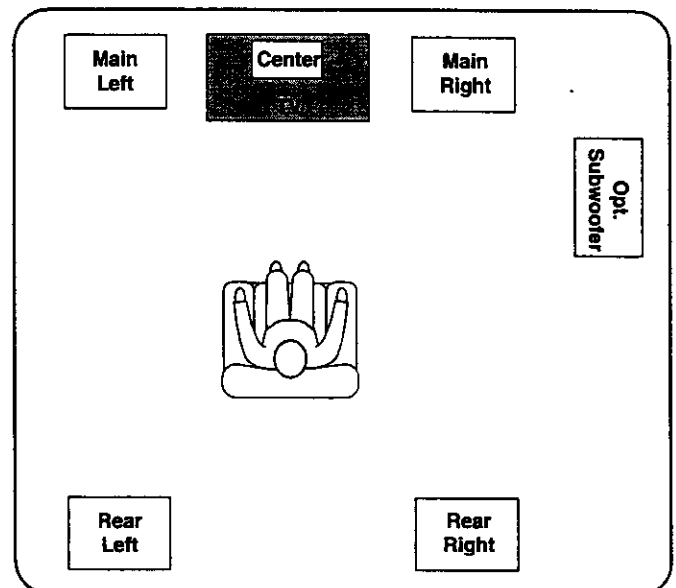 Main
Left
Center
Main
Right
Opt.
Subwoofer
Rear
Left
Rear
Right